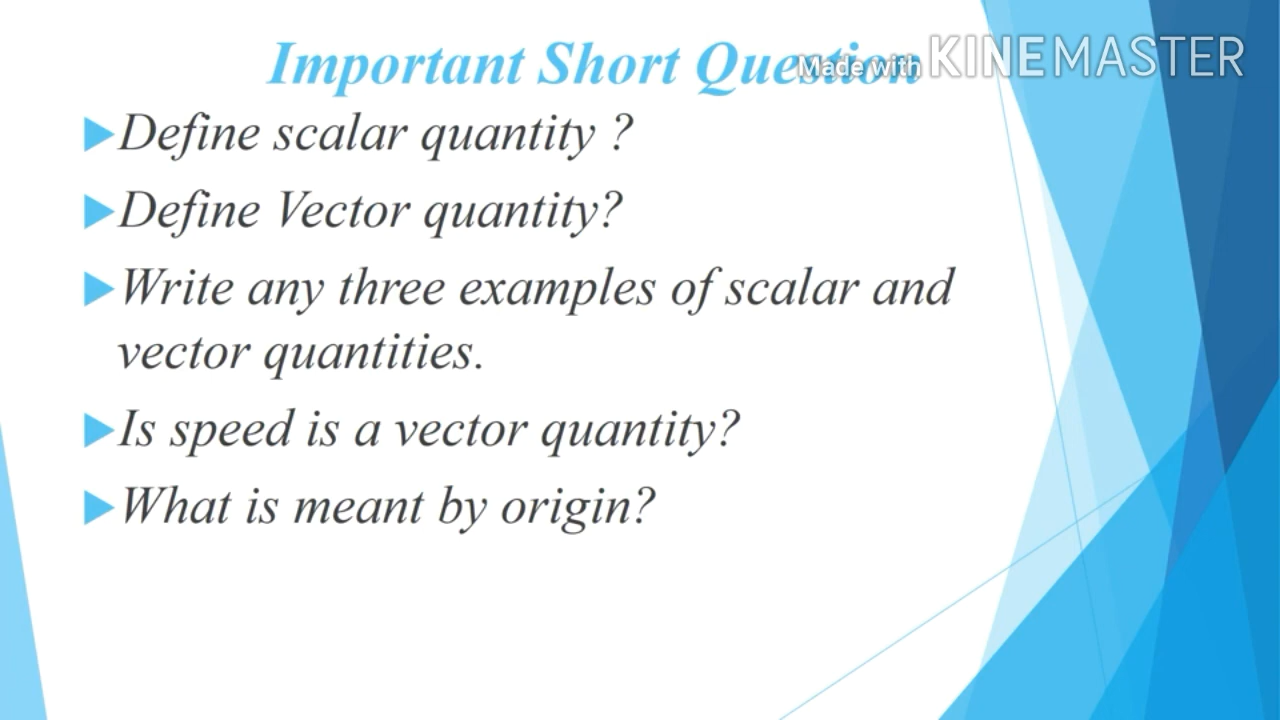 Important Short Question
Made with KINEMASTER
Define scalar quantity ?
Define Vector quantity?
Write any three examples of scalar and
vector quantities.
Is speed is a vector quantity?
What is meant by origin?